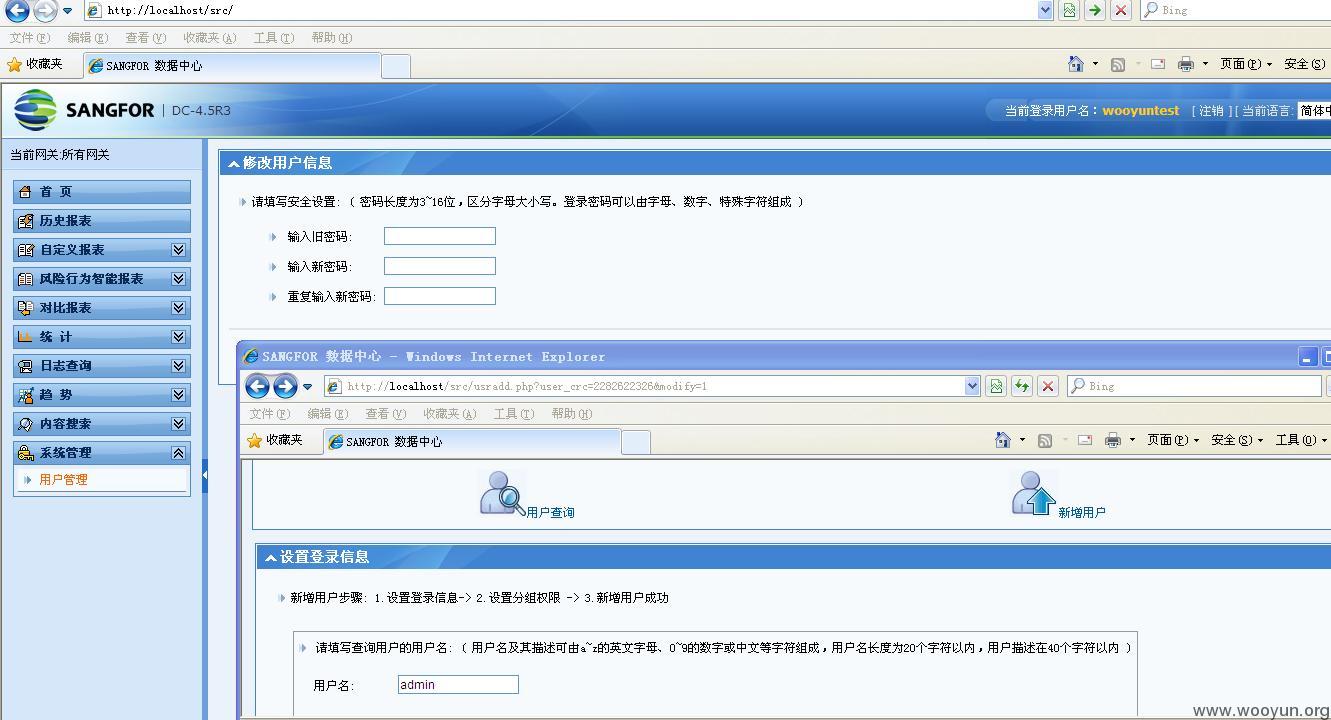 http://localhost/src/
Bing
文件(F) 编辑(E) 查看(V) 收藏夹(A) 工具(T) 帮助(H)
收藏夹 SANGFOR 数据中心 页面(P) 安全(S)
SANGFOR | DC-4.5R3 当前登录用户名：wooyuntest [ 注销 ][ 当前语言: 简体中
当前网关:所有网关
首 页
历史报表
自定义报表
风险行为智能报表
对比报表
统 计
日志查询
趋 势
内容搜索
系统管理
用户管理
修改用户信息
请填写安全设置: ( 密码长度为3~16位，区分字母大小写。登录密码可以由字母、数字、特殊字符组成 )
输入旧密码:
输入新密码:
重复输入新密码:
SANGFOR 数据中心 - Windows Internet Explorer
http://localhost/src/usradd.php?user_crc=2282622326&modify=1
Bing
文件(F) 编辑(E) 查看(V) 收藏夹(A) 工具(T) 帮助(H)
收藏夹 SANGFOR 数据中心 页面(P) 安全(S) 工具(O)
用户查询 新增用户
设置登录信息
新增用户步骤: 1.设置登录信息-> 2.设置分组权限 -> 3.新增用户成功
请填写查询用户的用户名: ( 用户名及其描述可由a~z的英文字母、0~9的数字或中文等字符组成，用户名长度为20个字符以内，用户描述在40个字符以内 )
用户名: admin
www.wooyun.org